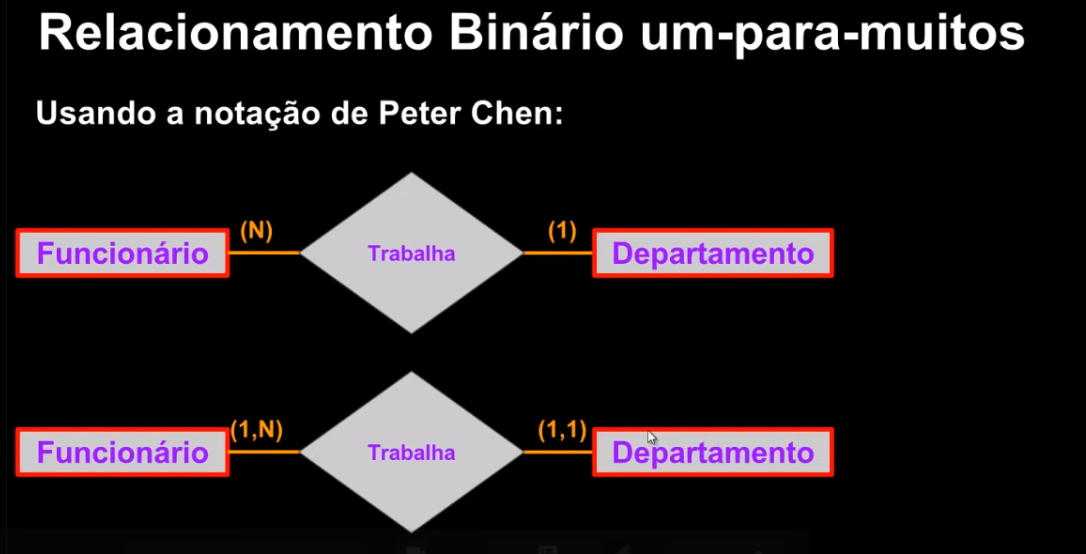 Relacionamento Binário um-para-muitos
Usando a notação de Peter Chen:
(N) (1)
Funcionário Trabalha Departamento
(1,N) (1,1)
Funcionário Trabalha Departamento